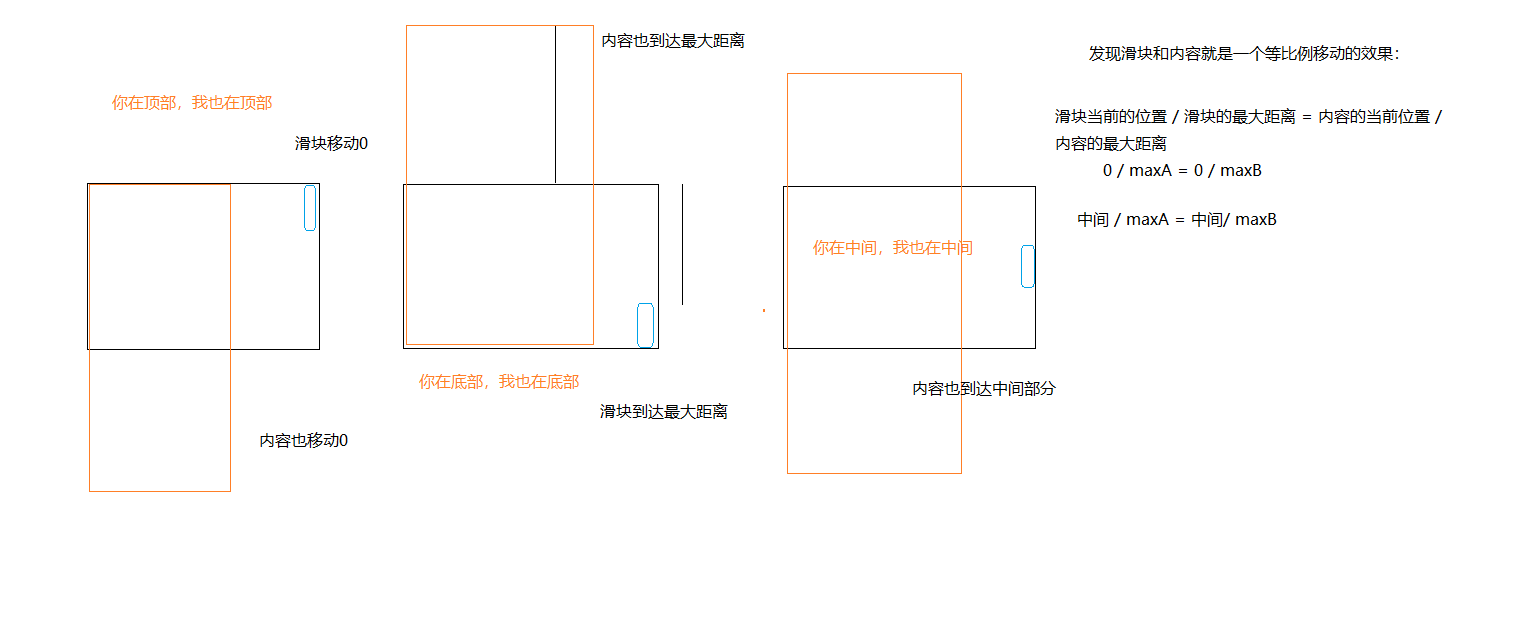 你在顶部，我也在顶部
滑块移动0
内容也移动0
内容也到达最大距离
你在底部，我也在底部
滑块到达最大距离
你在中间，我也在中间
内容也到达中间部分
发现滑块和内容就是一个等比例移动的效果：
滑块当前的位置 / 滑块的最大距离 = 内容的当前位置 /
内容的最大距离
0 / maxA = 0 / maxB
中间 / maxA = 中间/ maxB